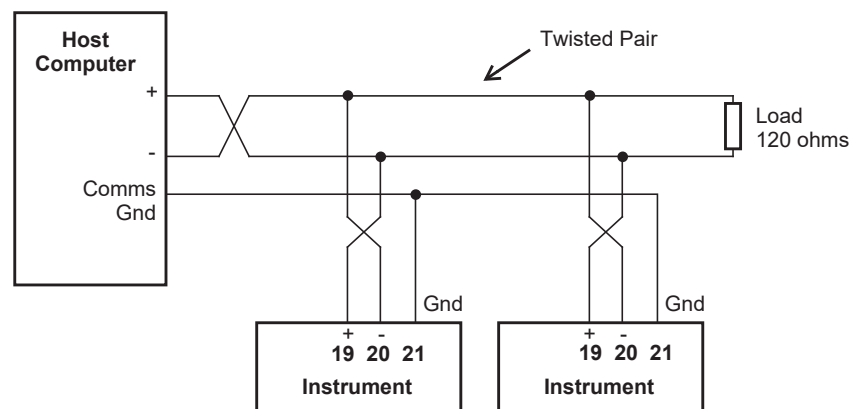 Host
Computer
Twisted Pair
+
-
Load
120 ohms
Comms
Gnd
Gnd
Gnd
+ -
19 20 21
Instrument
+ -
19 20 21
Instrument